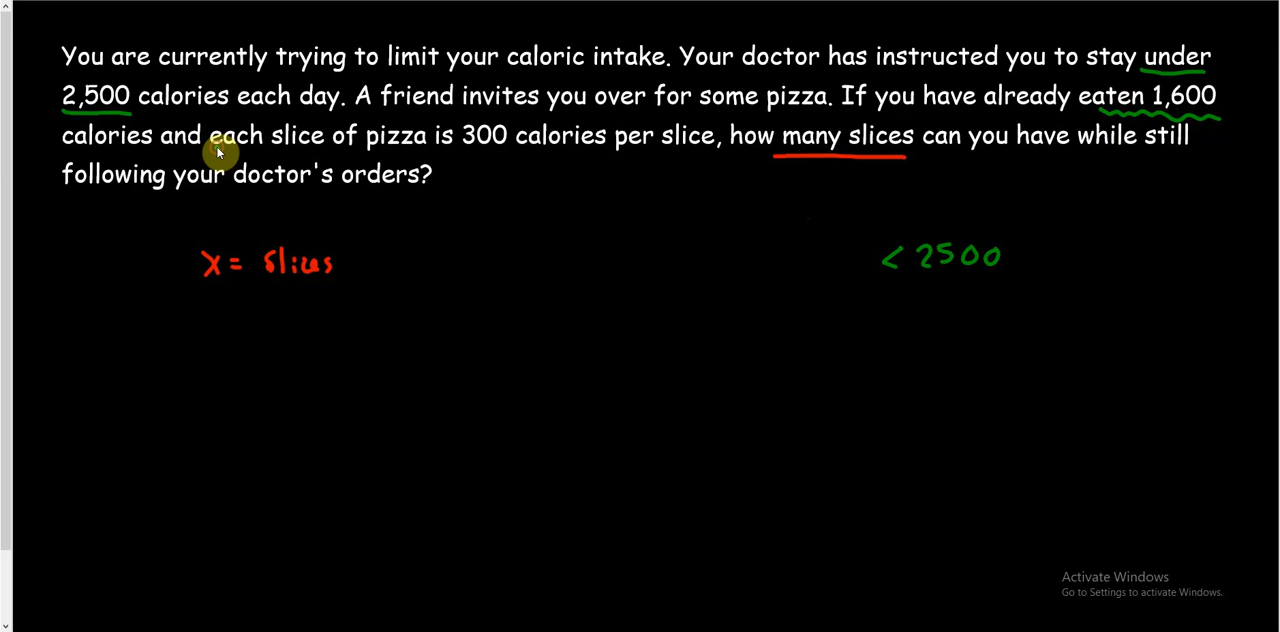 You are currently trying to limit your caloric intake. Your doctor has instructed you to stay under
2,500 calories each day. A friend invites you over for some pizza. If you have already eaten 1,600
calories and each slice of pizza is 300 calories per slice, how many slices can you have while still
following your doctor's orders?
x = slices
< 2500
Activate Windows
Go to Settings to activate Windows.